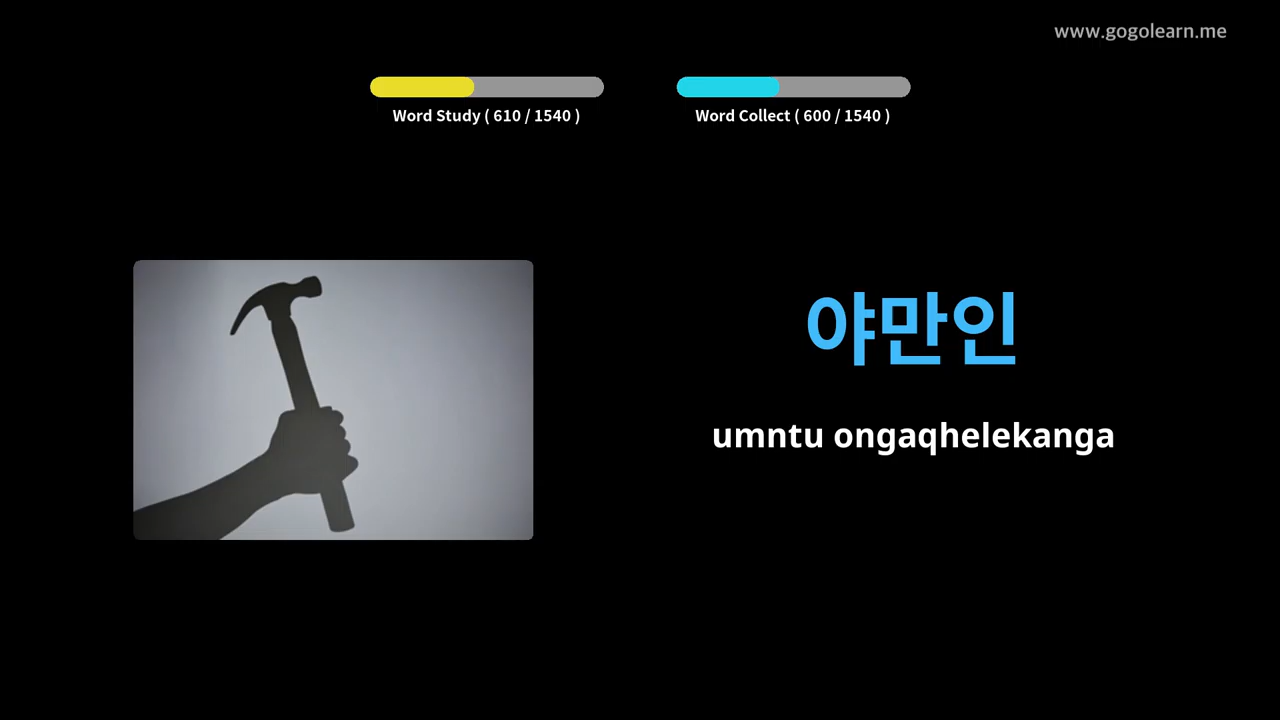 www.gogolearn.me
Word Study ( 610 / 1540 )
Word Collect ( 600 / 1540 )
야만인
umntu ongaqhelekanga